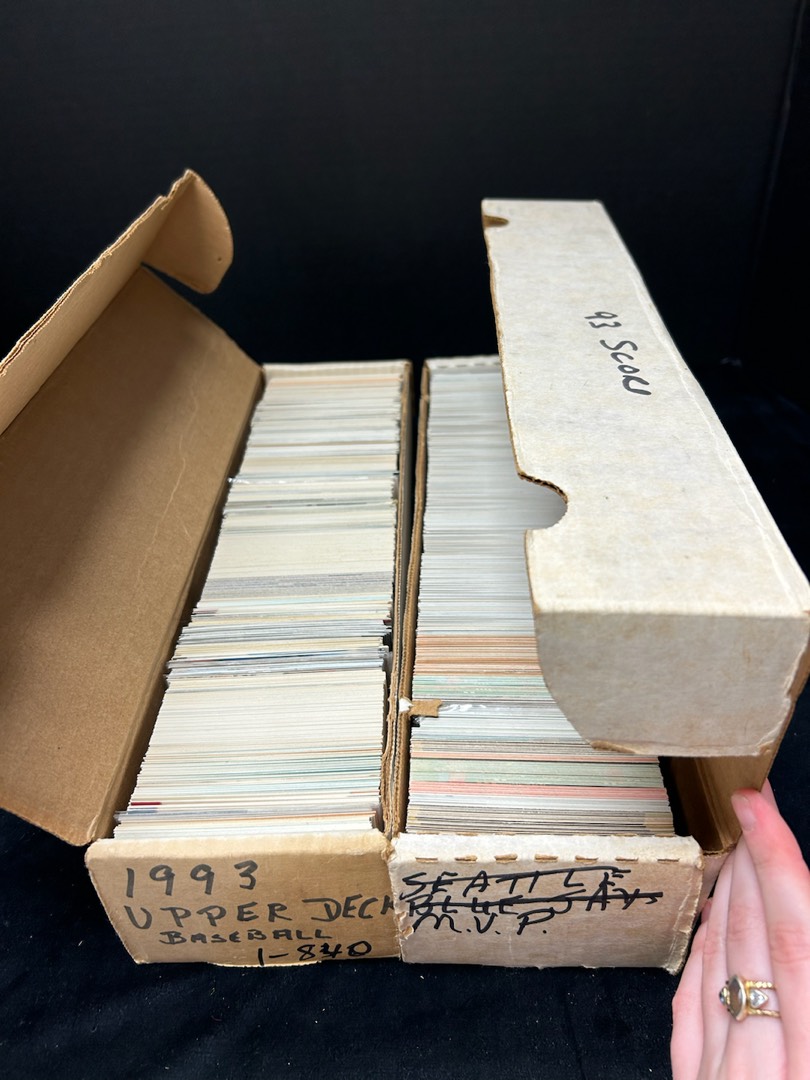 93 SCORE
1993
UPPER DECK
BASEBALL
1-840
SEATTLE
BLUE JAYS
M.V.P.